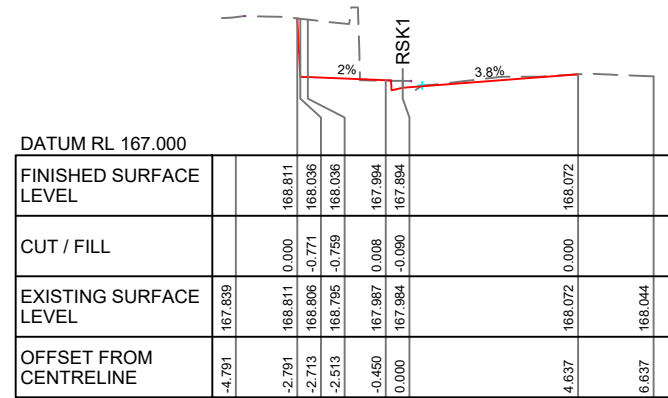 RSK1
2%
3.8%
DATUM RL 167.000
FINISHED SURFACE LEVEL
168.811 168.036 168.036 167.994 167.894 168.072
CUT / FILL
0.000 -0.771 -0.759 0.008 -0.090 0.000
EXISTING SURFACE LEVEL
167.839 168.811 168.806 168.795 167.987 167.984 168.072 168.044
OFFSET FROM CENTRELINE
-4.791 -2.791 -2.713 -2.513 -0.450 0.000 4.637 6.637